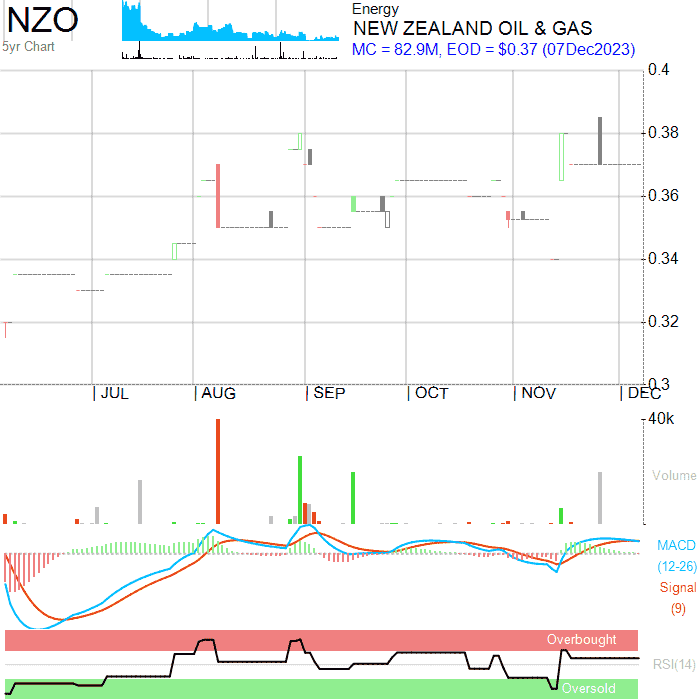 NZO
5yr Chart
Energy
NEW ZEALAND OIL & GAS
MC = 82.9M, EOD = $0.37 (07Dec2023)
0.4
0.38
0.36
0.34
0.32
0.3
JUL AUG SEP OCT NOV DEC
40k
Volume
MACD
(12-26)
Signal
(9)
Overbought
RSI(14)
Oversold